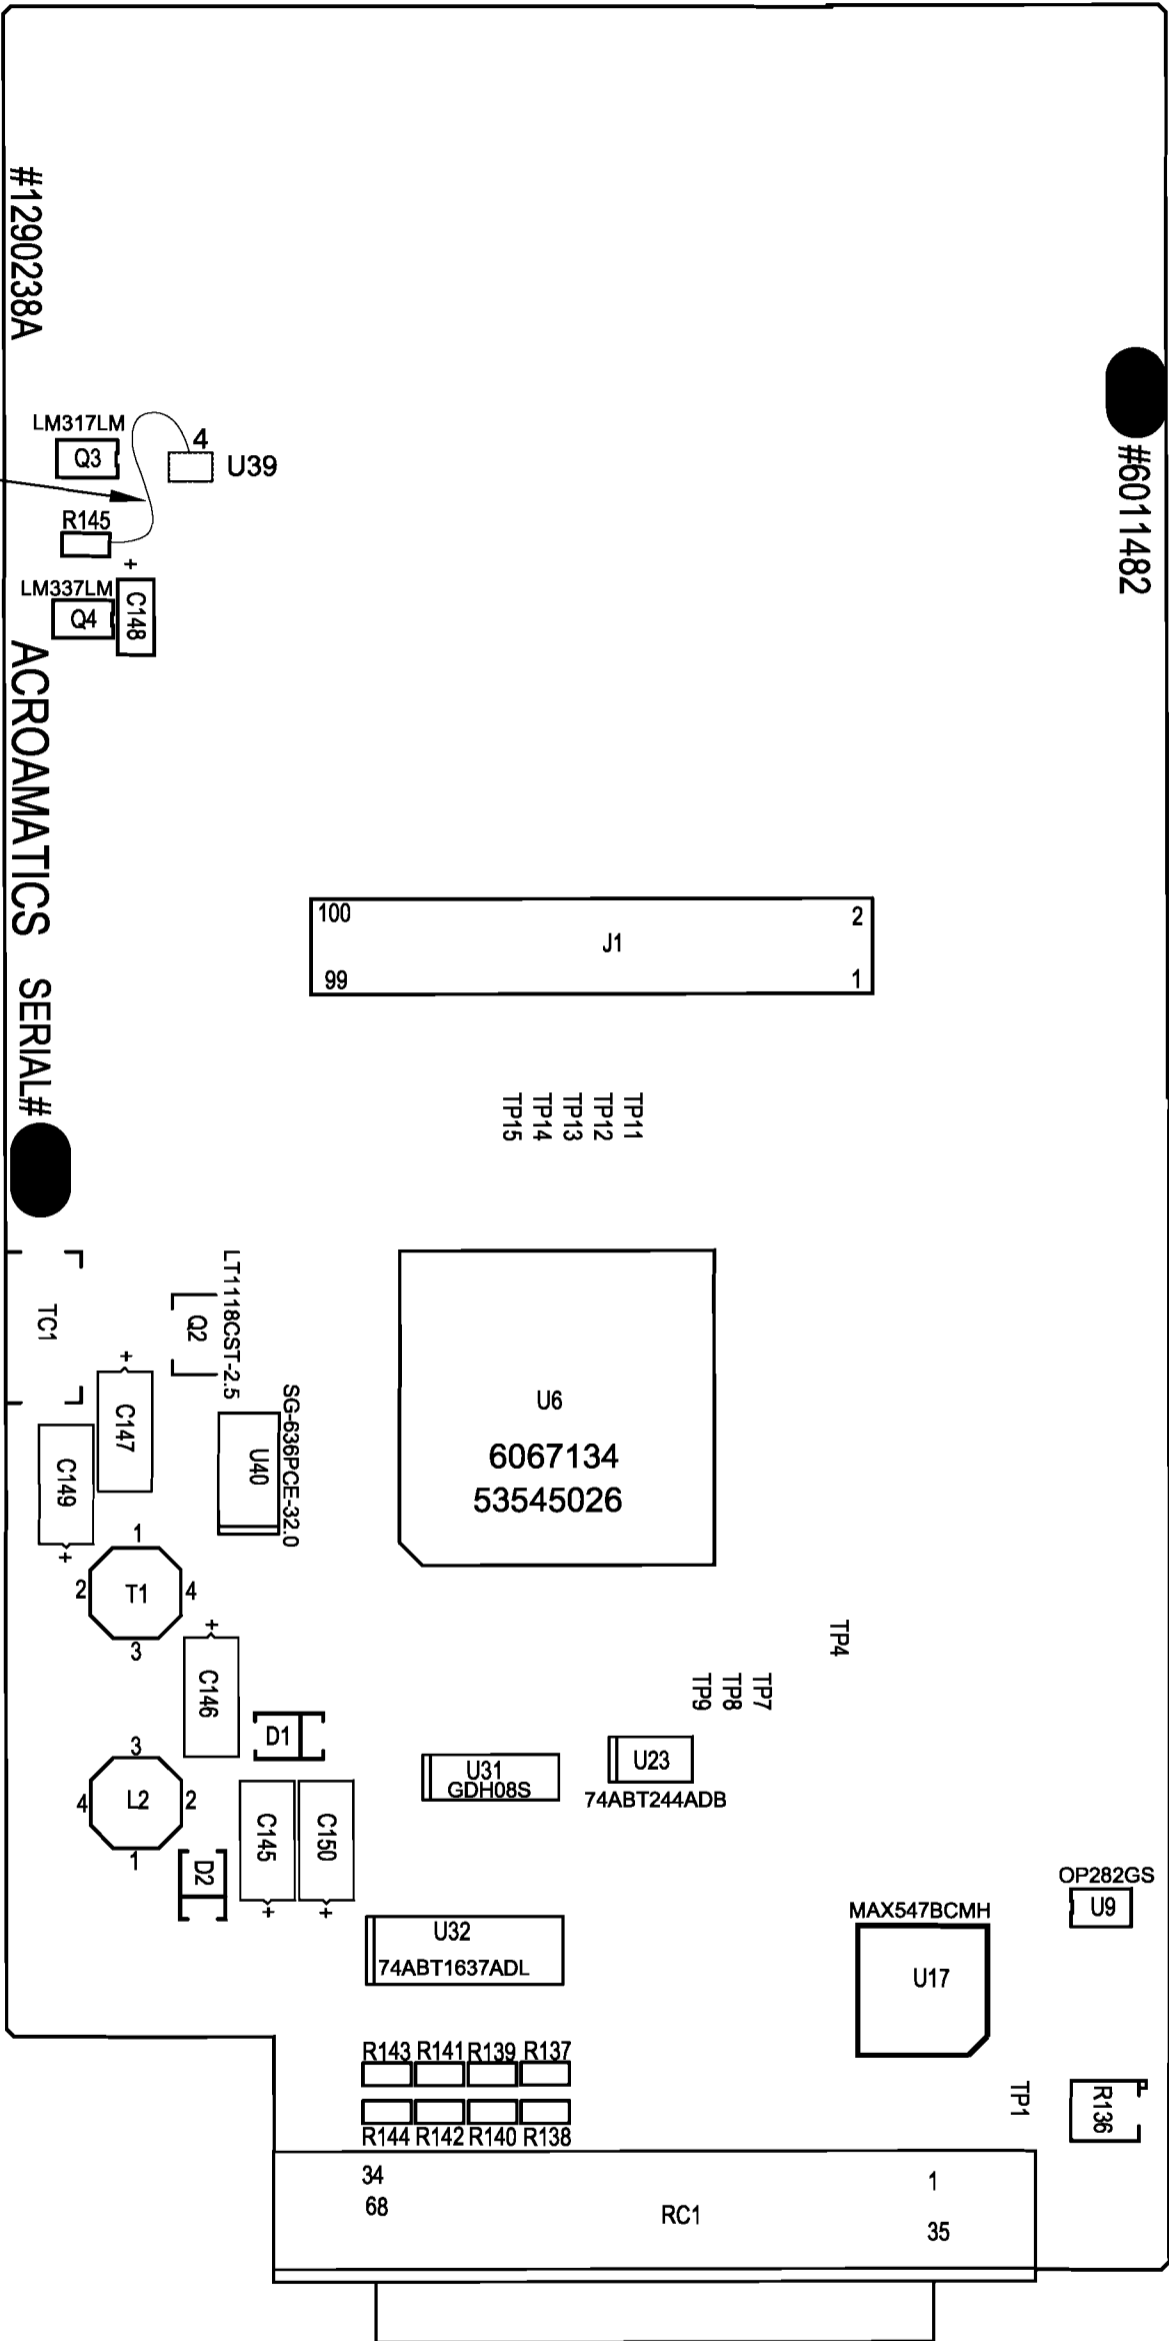 #1290238A
#6011482
LM317LM
Q3
4
U39
R145
+
LM337LM
Q4
C148
ACROAMATICS SERIAL#
100
2
J1
99
1
TP11
TP12
TP13
TP14
TP15
TC1
Q2
LT1118CST-2.5
+
C147
C149
+
U40
SG-636PCE-32.0
U6
6067134
53545026
1
2
T1
4
3
+
C146
TP4
TP7
TP8
TP9
D1
3
4
L2
2
1
U31
GDH08S
U23
74ABT244ADB
C145
+
C150
+
D2
U32
74ABT1637ADL
OP282GS
U9
MAX547BCMH
U17
R143 R141 R139 R137
R144 R142 R140 R138
TP1
R136
34
68
RC1
1
35